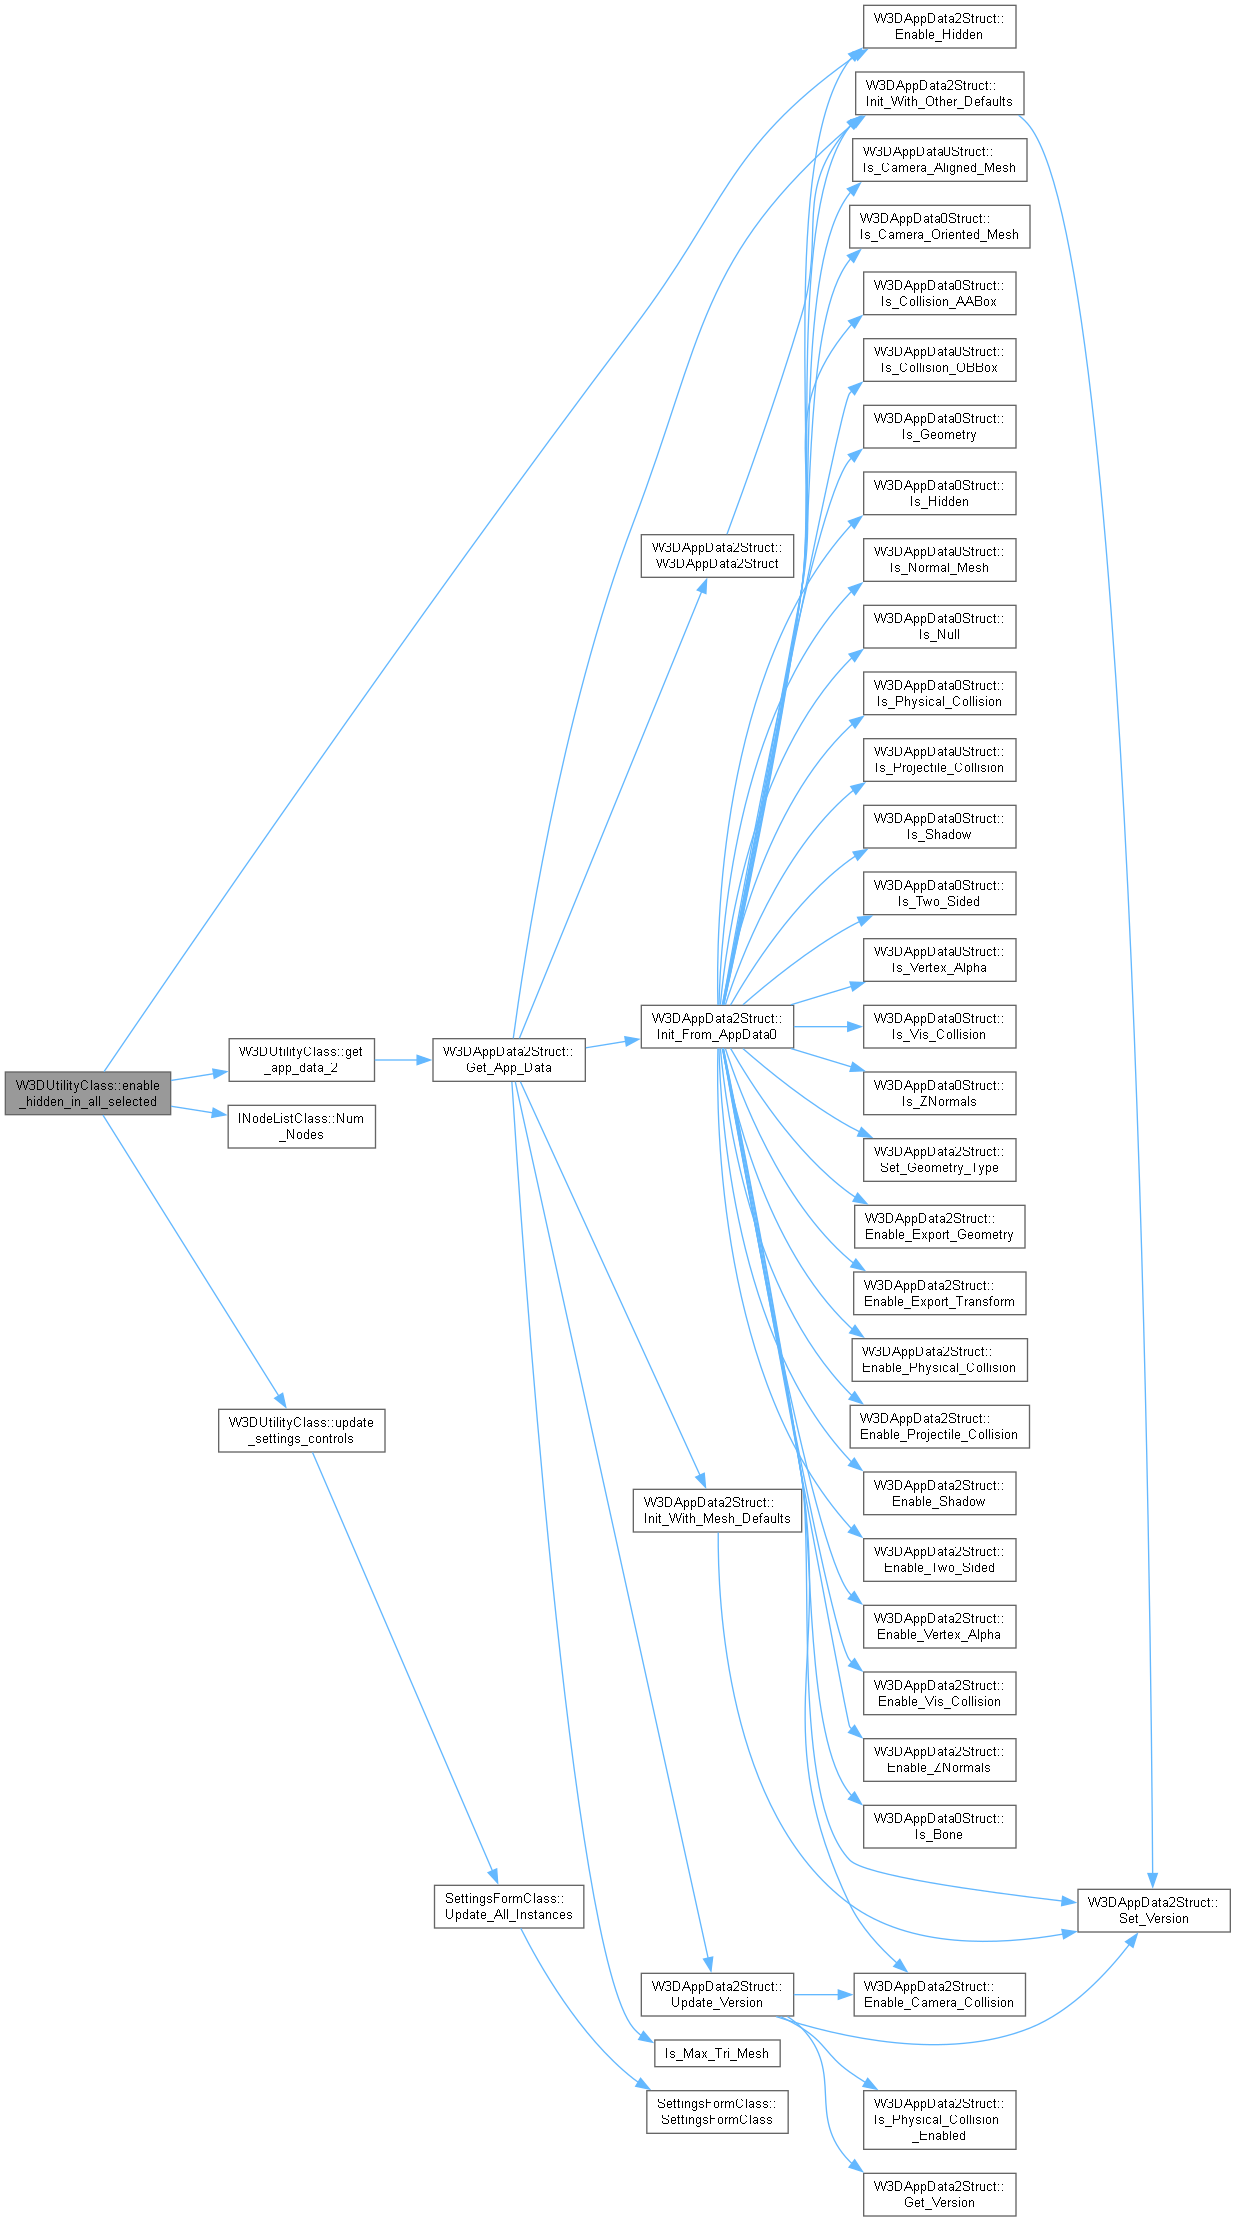 W3DAppData2Struct::
Enable_Hidden
W3DAppData2Struct::
Init_With_Other_Defaults
W3DAppData0Struct::
Is_Camera_Aligned_Mesh
W3DAppData0Struct::
Is_Camera_Oriented_Mesh
W3DAppData0Struct::
Is_Collision_AABox
W3DAppData0Struct::
Is_Collision_OBBox
W3DAppData0Struct::
Is_Geometry
W3DAppData0Struct::
Is_Hidden
W3DAppData2Struct::
W3DAppData2Struct
W3DAppData0Struct::
Is_Normal_Mesh
W3DAppData0Struct::
Is_Null
W3DAppData0Struct::
Is_Physical_Collision
W3DAppData0Struct::
Is_Projectile_Collision
W3DAppData0Struct::
Is_Shadow
W3DAppData0Struct::
Is_Two_Sided
W3DAppData0Struct::
Is_Vertex_Alpha
W3DAppData2Struct::
Init_From_AppData0
W3DAppData0Struct::
Is_Vis_Collision
W3DUtilityClass::get
_app_data_2
W3DAppData2Struct::
Get_App_Data
W3DUtilityClass::enable
_hidden_in_all_selected
W3DAppData0Struct::
Is_ZNormals
INodeListClass::Num
_Nodes
W3DAppData2Struct::
Set_Geometry_Type
W3DAppData2Struct::
Enable_Export_Geometry
W3DAppData2Struct::
Enable_Export_Transform
W3DAppData2Struct::
Enable_Physical_Collision
W3DUtilityClass::update
_settings_controls
W3DAppData2Struct::
Enable_Projectile_Collision
W3DAppData2Struct::
Enable_Shadow
W3DAppData2Struct::
Init_With_Mesh_Defaults
W3DAppData2Struct::
Enable_Two_Sided
W3DAppData2Struct::
Enable_Vertex_Alpha
W3DAppData2Struct::
Enable_Vis_Collision
W3DAppData2Struct::
Enable_ZNormals
W3DAppData0Struct::
Is_Bone
SettingsFormClass::
Update_All_Instances
W3DAppData2Struct::
Set_Version
W3DAppData2Struct::
Update_Version
W3DAppData2Struct::
Enable_Camera_Collision
Is_Max_Tri_Mesh
SettingsFormClass::
SettingsFormClass
W3DAppData2Struct::
Is_Physical_Collision
_Enabled
W3DAppData2Struct::
Get_Version